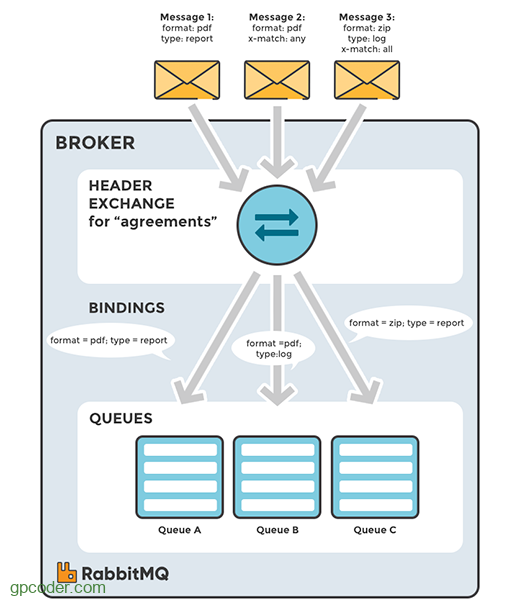 Message 1:
format: pdf
type: report
Message 2:
format: pdf
x-match: any
Message 3:
format: zip
type: log
x-match: all
BROKER
HEADER
EXCHANGE
for “agreements”
BINDINGS
format = pdf; type = report
format =pdf;
type:log
format = zip; type = report
QUEUES
Queue A
Queue B
Queue C
RabbitMQ
gpcoder.com